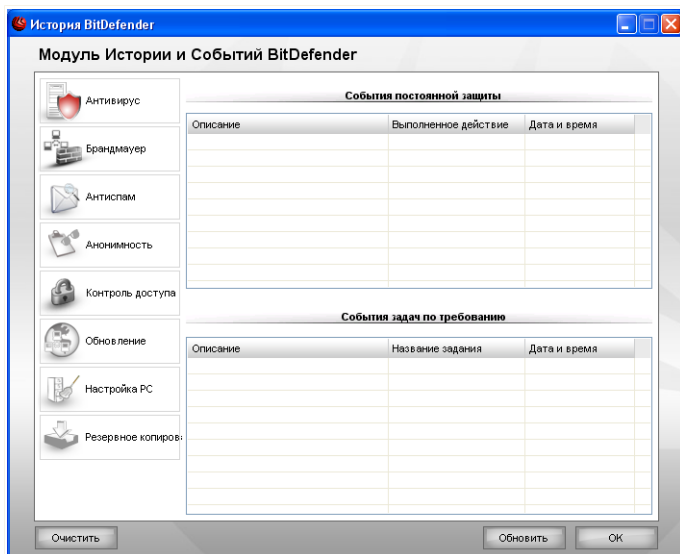 История BitDefender
Модуль Истории и Событий BitDefender
Антивирус
Брандмауер
Антиспам
Анонимность
Контроль доступа
Обновление
Настройка PC
Резервное копиров
События постоянной защиты
Описание Выполненное действие Дата и время
События задач по требованию
Описание Название задания Дата и время
Очистить Обновить OK